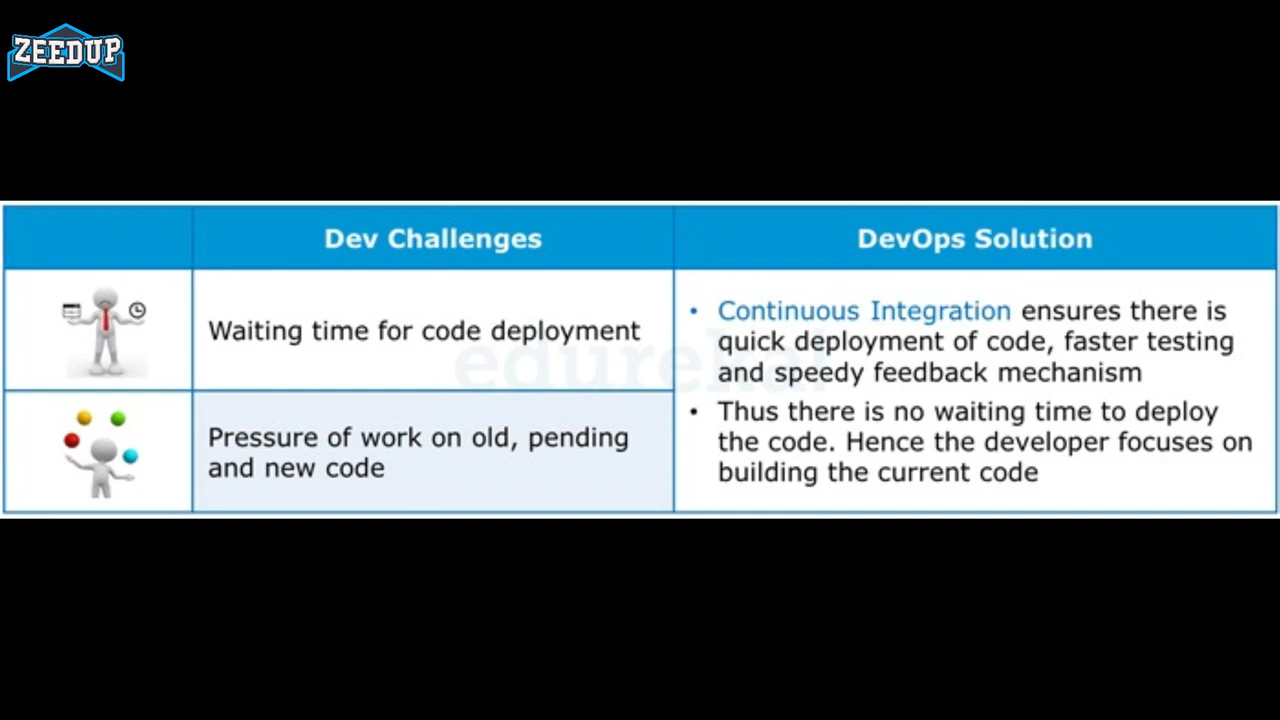 ZEEDUP
Dev Challenges
DevOps Solution
Waiting time for code deployment
Pressure of work on old, pending
and new code
• Continuous Integration ensures there is
quick deployment of code, faster testing
and speedy feedback mechanism
• Thus there is no waiting time to deploy
the code. Hence the developer focuses on
building the current code
edureka!